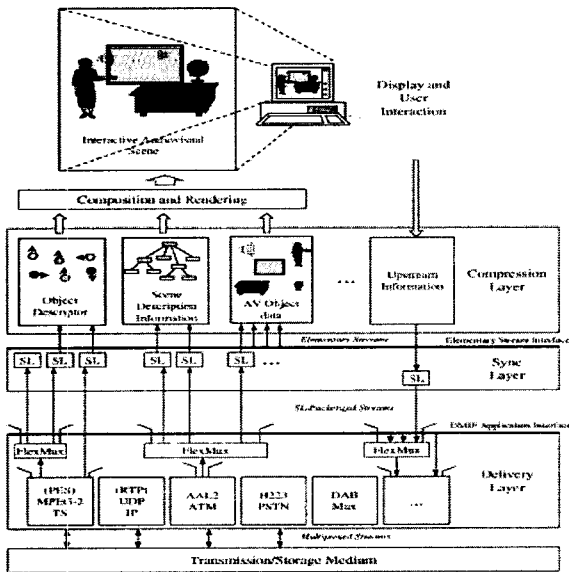 Interactive Audiovisual
Scene
Display and
User
Interaction
Composition and Rendering
Object
Descriptor
Scene
Description
Information
AV Object
data
...
Upstream
Information
Compression
Layer
Elementary Streams
Elementary Stream Interface
SL
SL
SL
SL
SL
SL
...
SL
Sync
Layer
SL-Packetized Streams
DMIF Application Interface
FlexMux
FlexMux
FlexMux
Delivery
Layer
(PES)
MPEG-2
TS
(RTP)
UDP
IP
AAL2
ATM
H223
PSTN
DAB
Mux
...
Multiplexed Streams
Transmission/Storage Medium